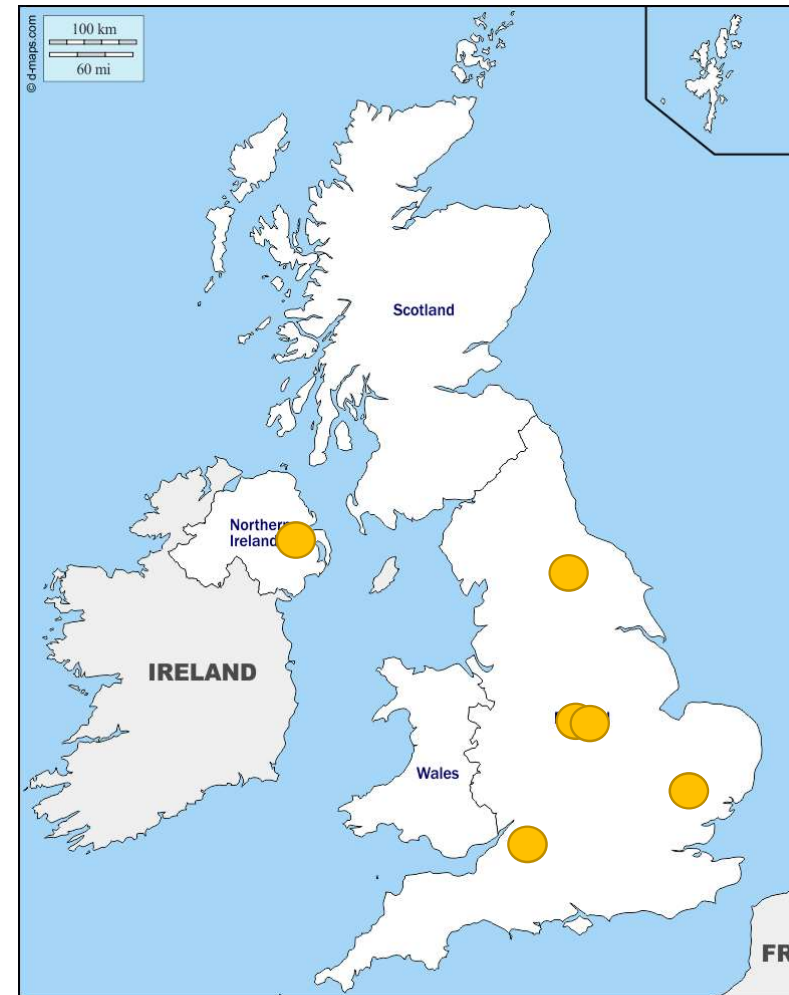 100 km
60 mi
© d-maps.com
Scotland
Northern
Ireland
IRELAND
Wales
FR